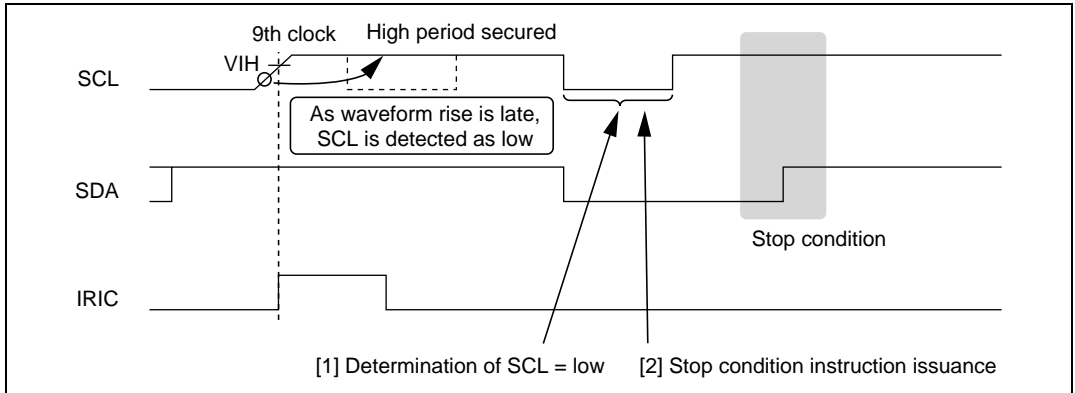 9th clock
High period secured
VIH
SCL
As waveform rise is late,
SCL is detected as low
SDA
Stop condition
IRIC
[1] Determination of SCL = low
[2] Stop condition instruction issuance